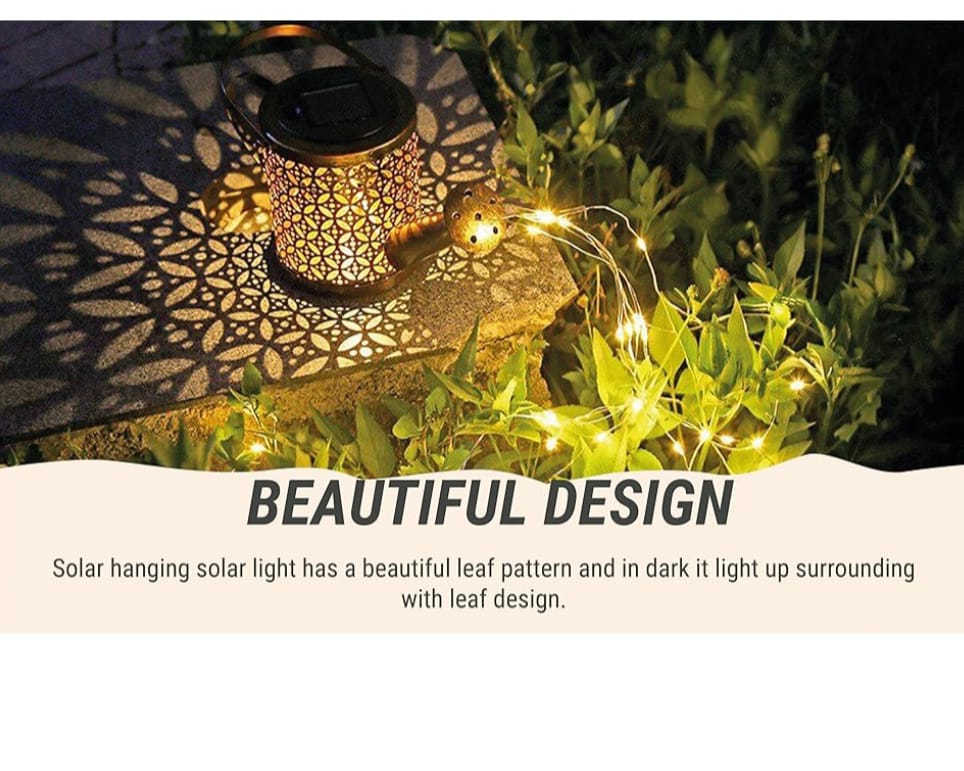 BEAUTIFUL DESIGN
Solar hanging solar light has a beautiful leaf pattern and in dark it light up surrounding
with leaf design.